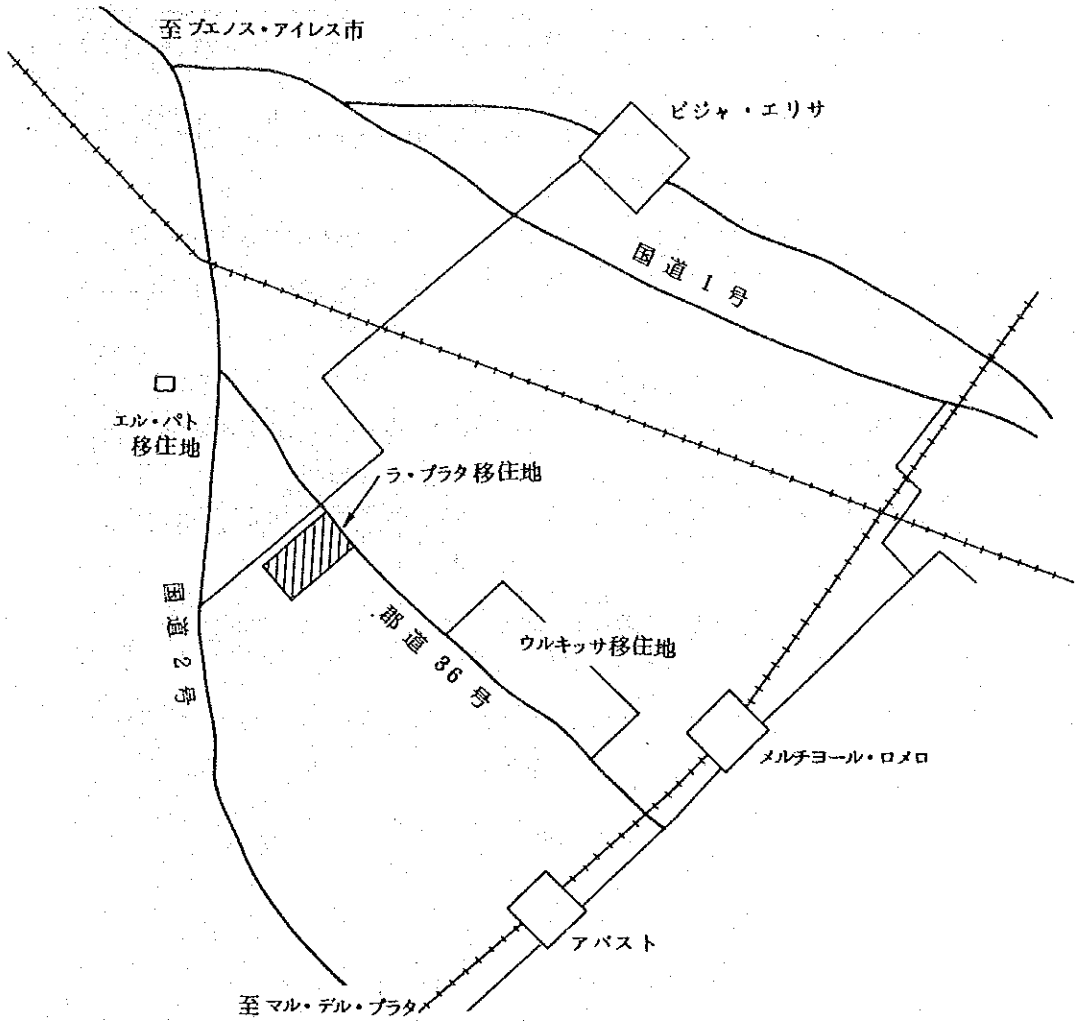 至 ブエノス・アイレス市
ビジャ・エリサ
国道1号
エル・パト
移住地
ラ・プラタ移住地
国道2号
郡道36号
ウルキッサ移住地
メルチヨール・ロメロ
アバスト
至 マル・デル・プラタ